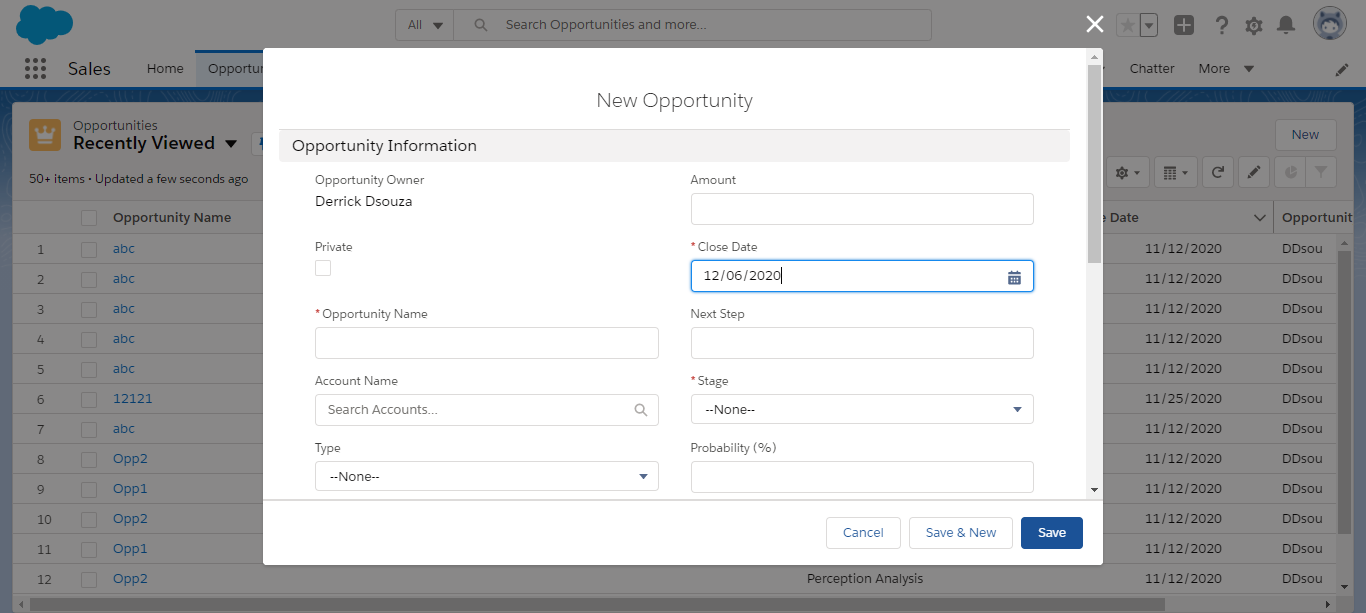 All
Search Opportunities and more...
Sales
Home
Chatter
More
Opportunities
Recently Viewed
50+ items • Updated a few seconds ago
New
Opportunity Name
Date
1 abc 11/12/2020 DDsou
2 abc 11/12/2020 DDsou
3 abc 11/12/2020 DDsou
4 abc 11/12/2020 DDsou
5 abc 11/12/2020 DDsou
6 12121 11/25/2020 DDsou
7 abc 11/12/2020 DDsou
8 Opp2 11/12/2020 DDsou
9 Opp1 11/12/2020 DDsou
10 Opp2 11/12/2020 DDsou
11 Opp1 11/12/2020 DDsou
12 Opp2 Perception Analysis 11/12/2020 DDsou
New Opportunity
Opportunity Information
Opportunity Owner
Derrick Dsouza
Amount
Private
* Close Date
12/06/2020
* Opportunity Name
Next Step
Account Name
Search Accounts...
* Stage
--None--
Type
--None--
Probability (%)
Cancel
Save & New
Save